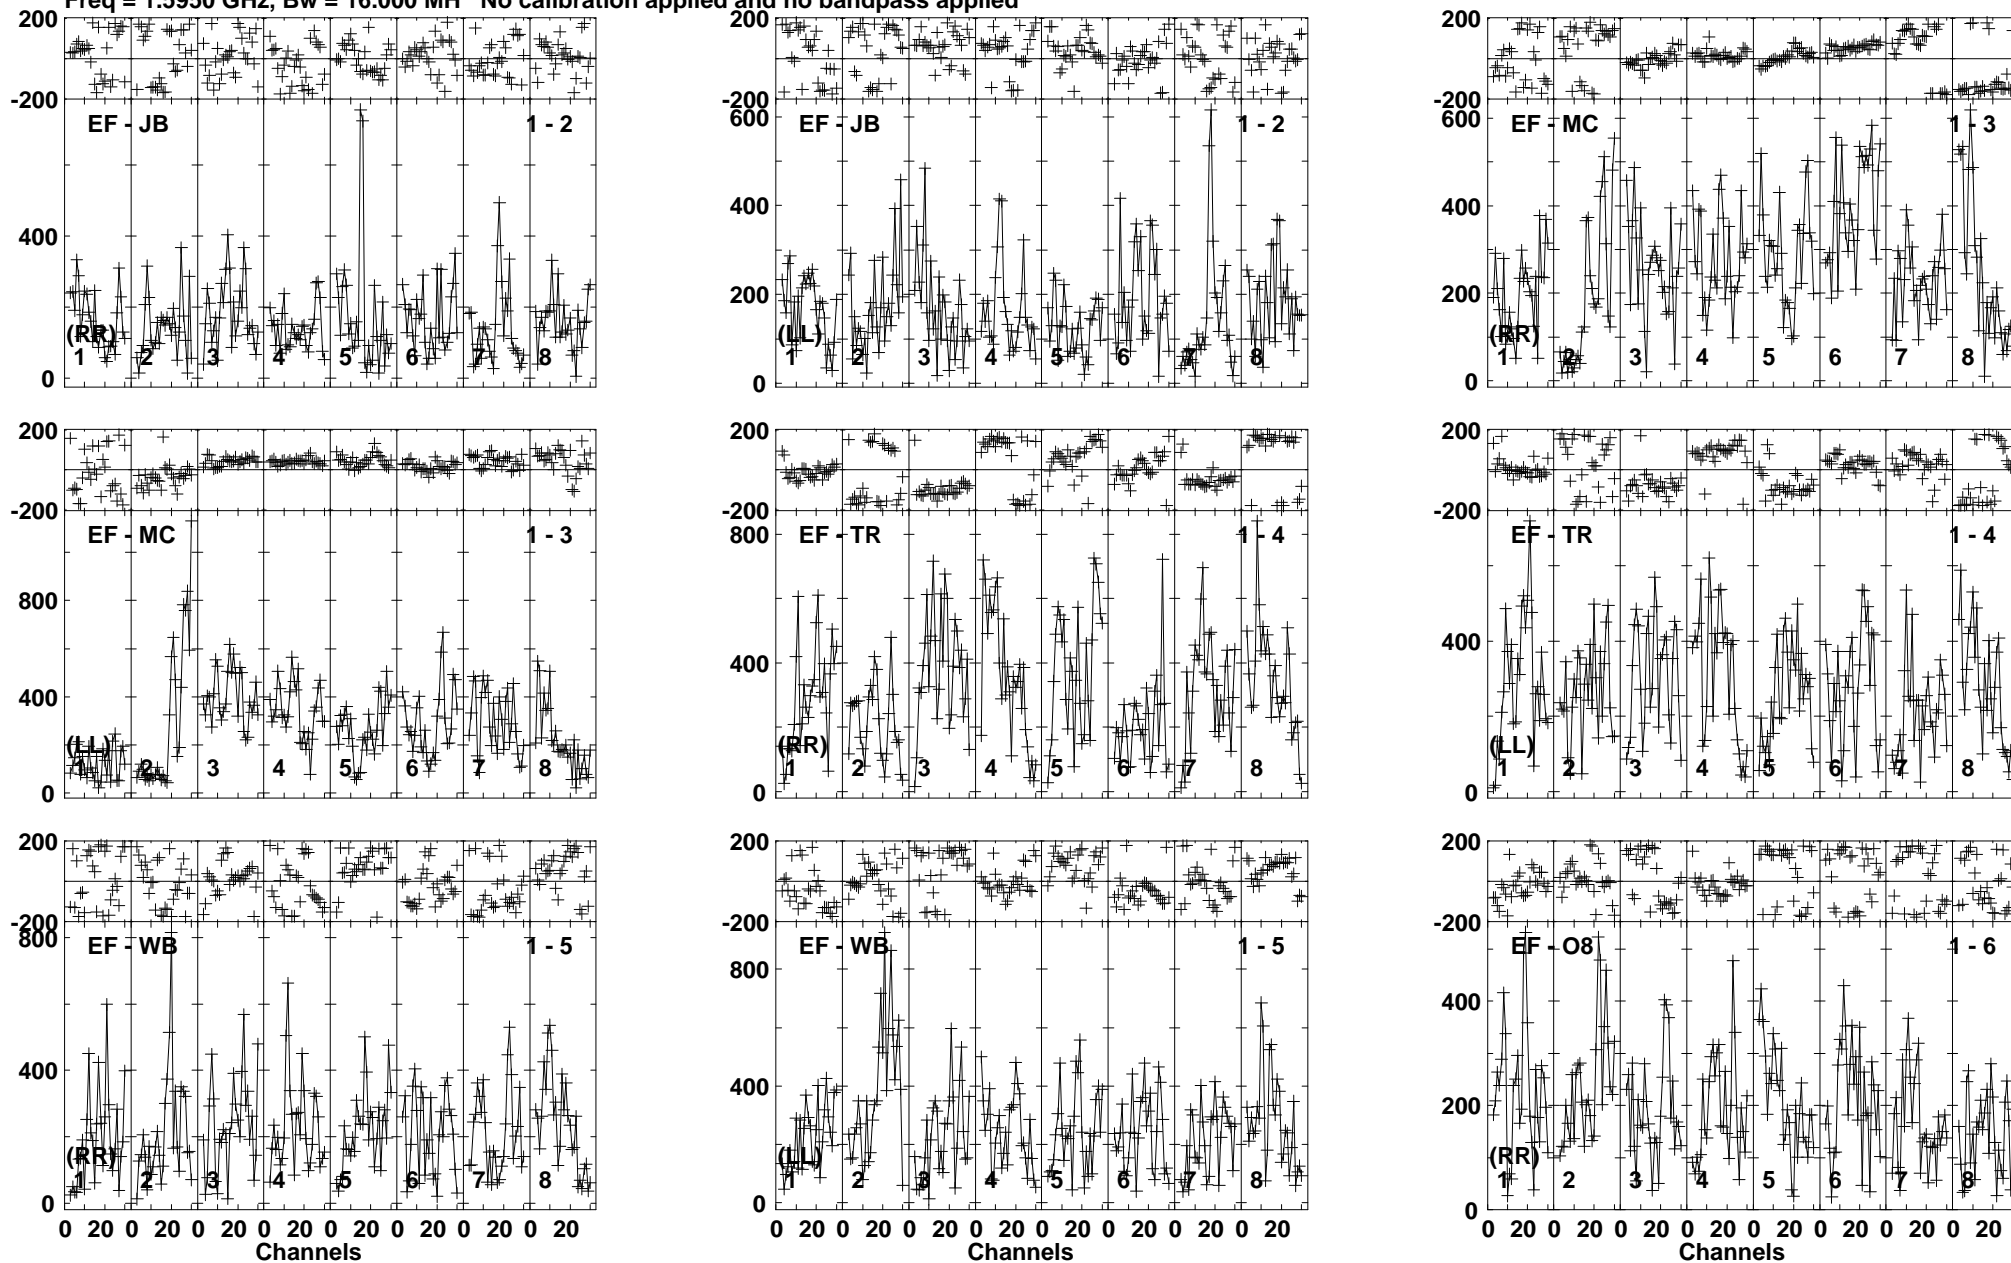 Freq = 1.5950 GHz, Bw = 16.000 MH No calibration applied and no bandpass applied
200 200 200
-200 -200 -200
EF - JB 1 - 2 EF - JB 1 - 2 EF - MC 1 - 3
600 600
400 400 400
200 200
(RR) (LL) (RR)
1 2 3 4 5 6 7 8 1 2 3 4 5 6 7 8 1 2 3 4 5 6 7 8
0 0 0
200 200 200
-200 -200 -200
EF - MC 1 - 3 EF - TR 1 - 4 EF - TR 1 - 4
800 800
400 400 400
(LL) (RR) (LL)
1 2 3 4 5 6 7 8 1 2 3 4 5 6 7 8 1 2 3 4 5 6 7 8
0 0 0
200 200 200
-200 -200 -200
EF - WB 1 - 5 EF - WB 1 - 5 EF - O8 1 - 6
800 800
400 400 400
200
(RR) (LL) (RR)
1 2 3 4 5 6 7 8 1 2 3 4 5 6 7 8 1 2 3 4 5 6 7 8
0 0 0
0 20 0 20 0 20 0 20 0 20 0 20 0 20 0 20 0 20 0 20 0 20 0 20 0 20 0 20 0 20 0 20 0 20 0 20 0 20 0 20 0 20 0 20 0 20 0 20
Channels Channels Channels